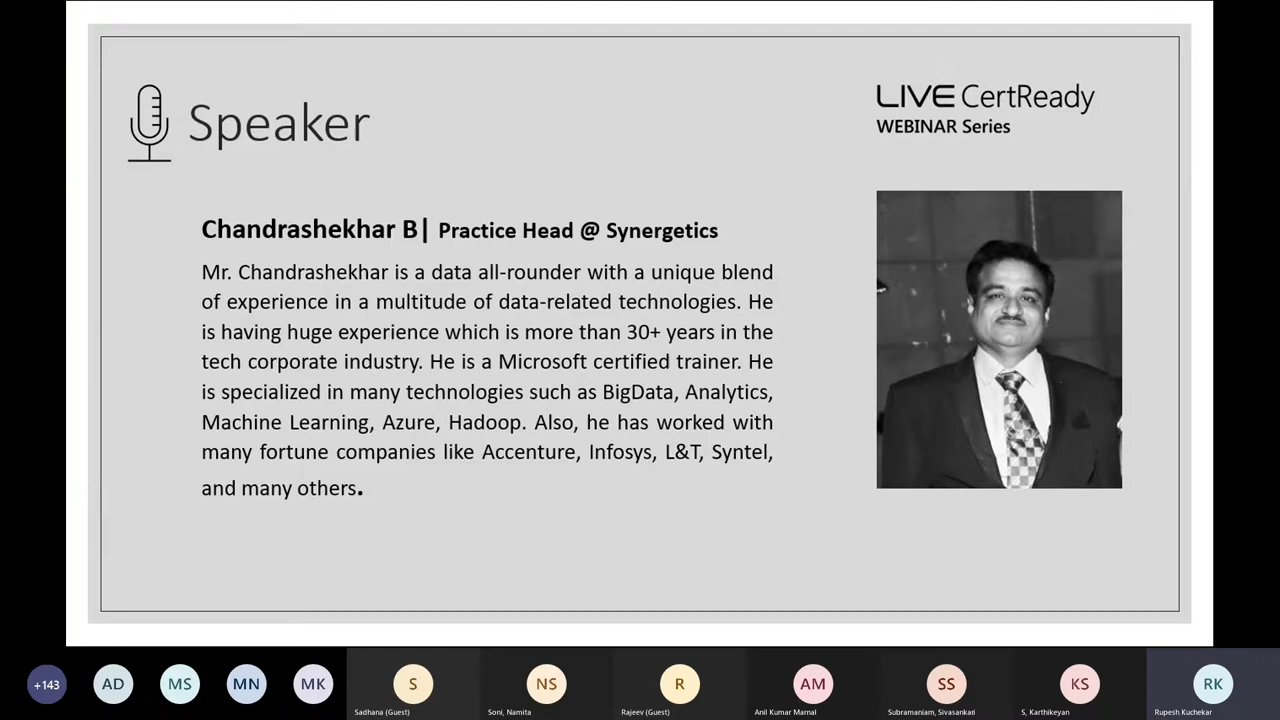 Speaker
LIVE CertReady
WEBINAR Series
Chandrashekhar B| Practice Head @ Synergetics
Mr. Chandrashekhar is a data all-rounder with a unique blend
of experience in a multitude of data-related technologies. He
is having huge experience which is more than 30+ years in the
tech corporate industry. He is a Microsoft certified trainer. He
is specialized in many technologies such as BigData, Analytics,
Machine Learning, Azure, Hadoop. Also, he has worked with
many fortune companies like Accenture, Infosys, L&T, Syntel,
and many others.
+143 AD MS MN MK S NS R AM SS KS RK
Sadhana (Guest) Soni, Namita Rajeev (Guest) Anil Kumar Marnal Subramaniam, Sivasankari S, Karthikeyan Rupesh Kuchekar